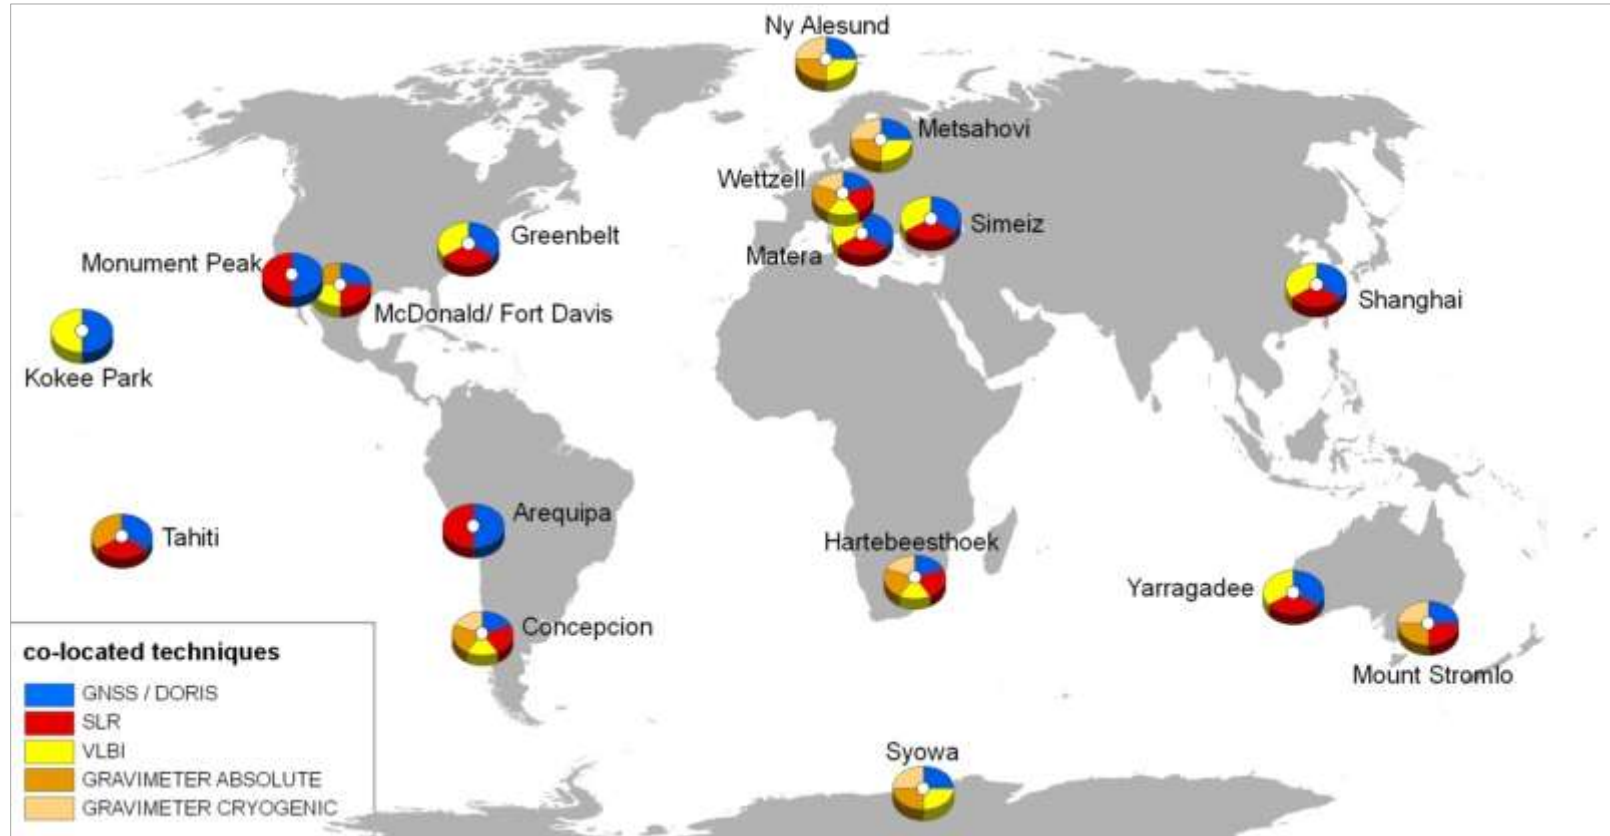 Ny Alesund
Metsahovi
Wettzell
Simeiz
Greenbelt
Matera
Monument Peak
Shanghai
McDonald/ Fort Davis
Kokee Park
Arequipa
Tahiti
Hartebeesthoek
Yarragadee
Concepcion
Mount Stromlo
Syowa
co-located techniques
GNSS / DORIS
SLR
VLBI
GRAVIMETER ABSOLUTE
GRAVIMETER CRYOGENIC